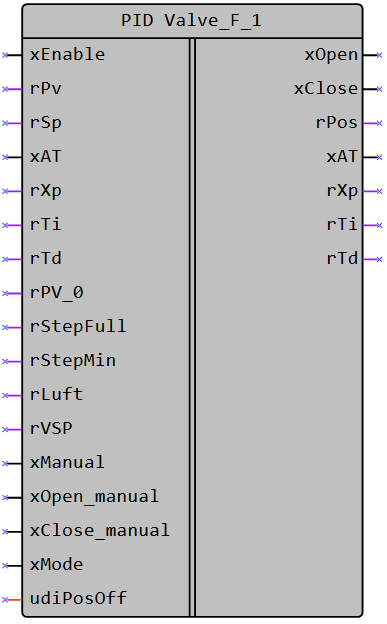 PID Valve_F_1
xEnable xOpen
rPv xClose
rSp rPos
xAT xAT
rXp rXp
rTi rTi
rTd rTd
rPV_0
rStepFull
rStepMin
rLuft
rVSP
xManual
xOpen_manual
xClose_manual
xMode
udiPosOff